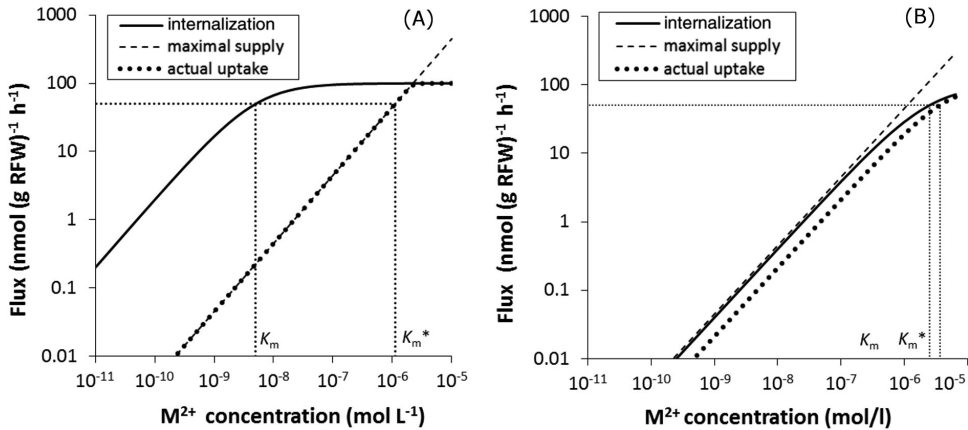 (A)
internalization
maximal supply
actual uptake
1000
100
10
1
0.1
0.01
Flux (nmol (g RFW)⁻¹ h⁻¹)
Kₘ
Kₘ*
10⁻¹¹ 10⁻¹⁰ 10⁻⁹ 10⁻⁸ 10⁻⁷ 10⁻⁶ 10⁻⁵
M²⁺ concentration (mol L⁻¹)
(B)
internalization
maximal supply
actual uptake
1000
100
10
1
0.1
0.01
Flux (nmol (g RFW)⁻¹ h⁻¹)
Kₘ Kₘ*
10⁻¹¹ 10⁻¹⁰ 10⁻⁹ 10⁻⁸ 10⁻⁷ 10⁻⁶ 10⁻⁵
M²⁺ concentration (mol/l)